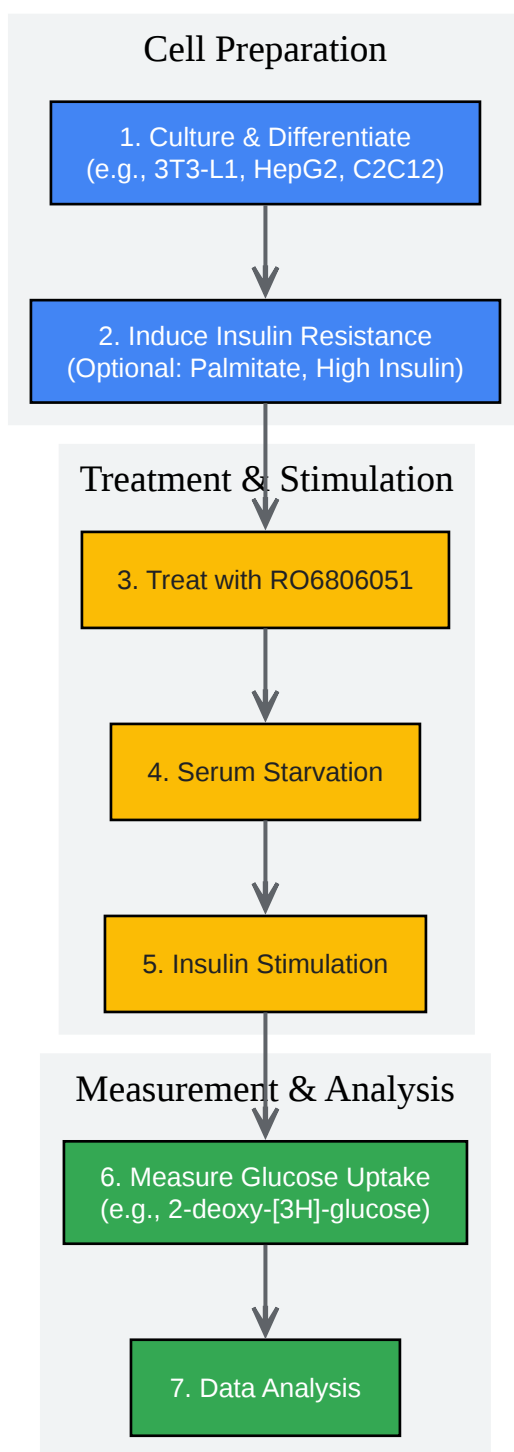 Cell Preparation
1. Culture & Differentiate
(e.g., 3T3-L1, HepG2, C2C12)
2. Induce Insulin Resistance
(Optional: Palmitate, High Insulin)
Treatment & Stimulation
3. Treat with RO6806051
4. Serum Starvation
5. Insulin Stimulation
Measurement & Analysis
6. Measure Glucose Uptake
(e.g., 2-deoxy-[3H]-glucose)
7. Data Analysis